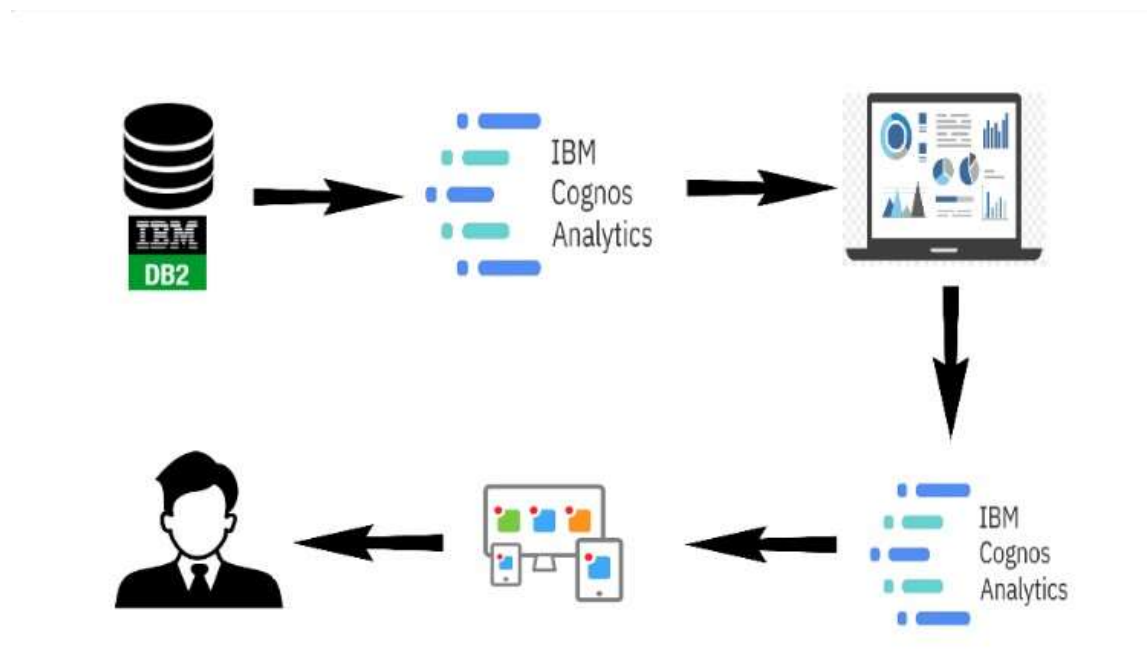 IBM
Cognos
Analytics
IBM
DB2
IBM
Cognos
Analytics